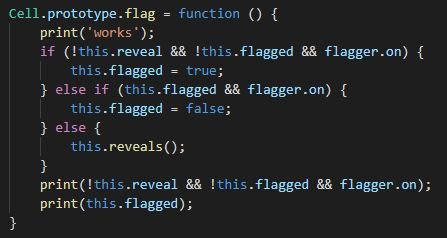 Cell.prototype.flag = function () {
    print('works');
    if (!this.reveal && !this.flagged && flagger.on) {
        this.flagged = true;
    } else if (this.flagged && flagger.on) {
        this.flagged = false;
    } else {
        this.reveals();
    }
    print(!this.reveal && !this.flagged && flagger.on);
    print(this.flagged);
}